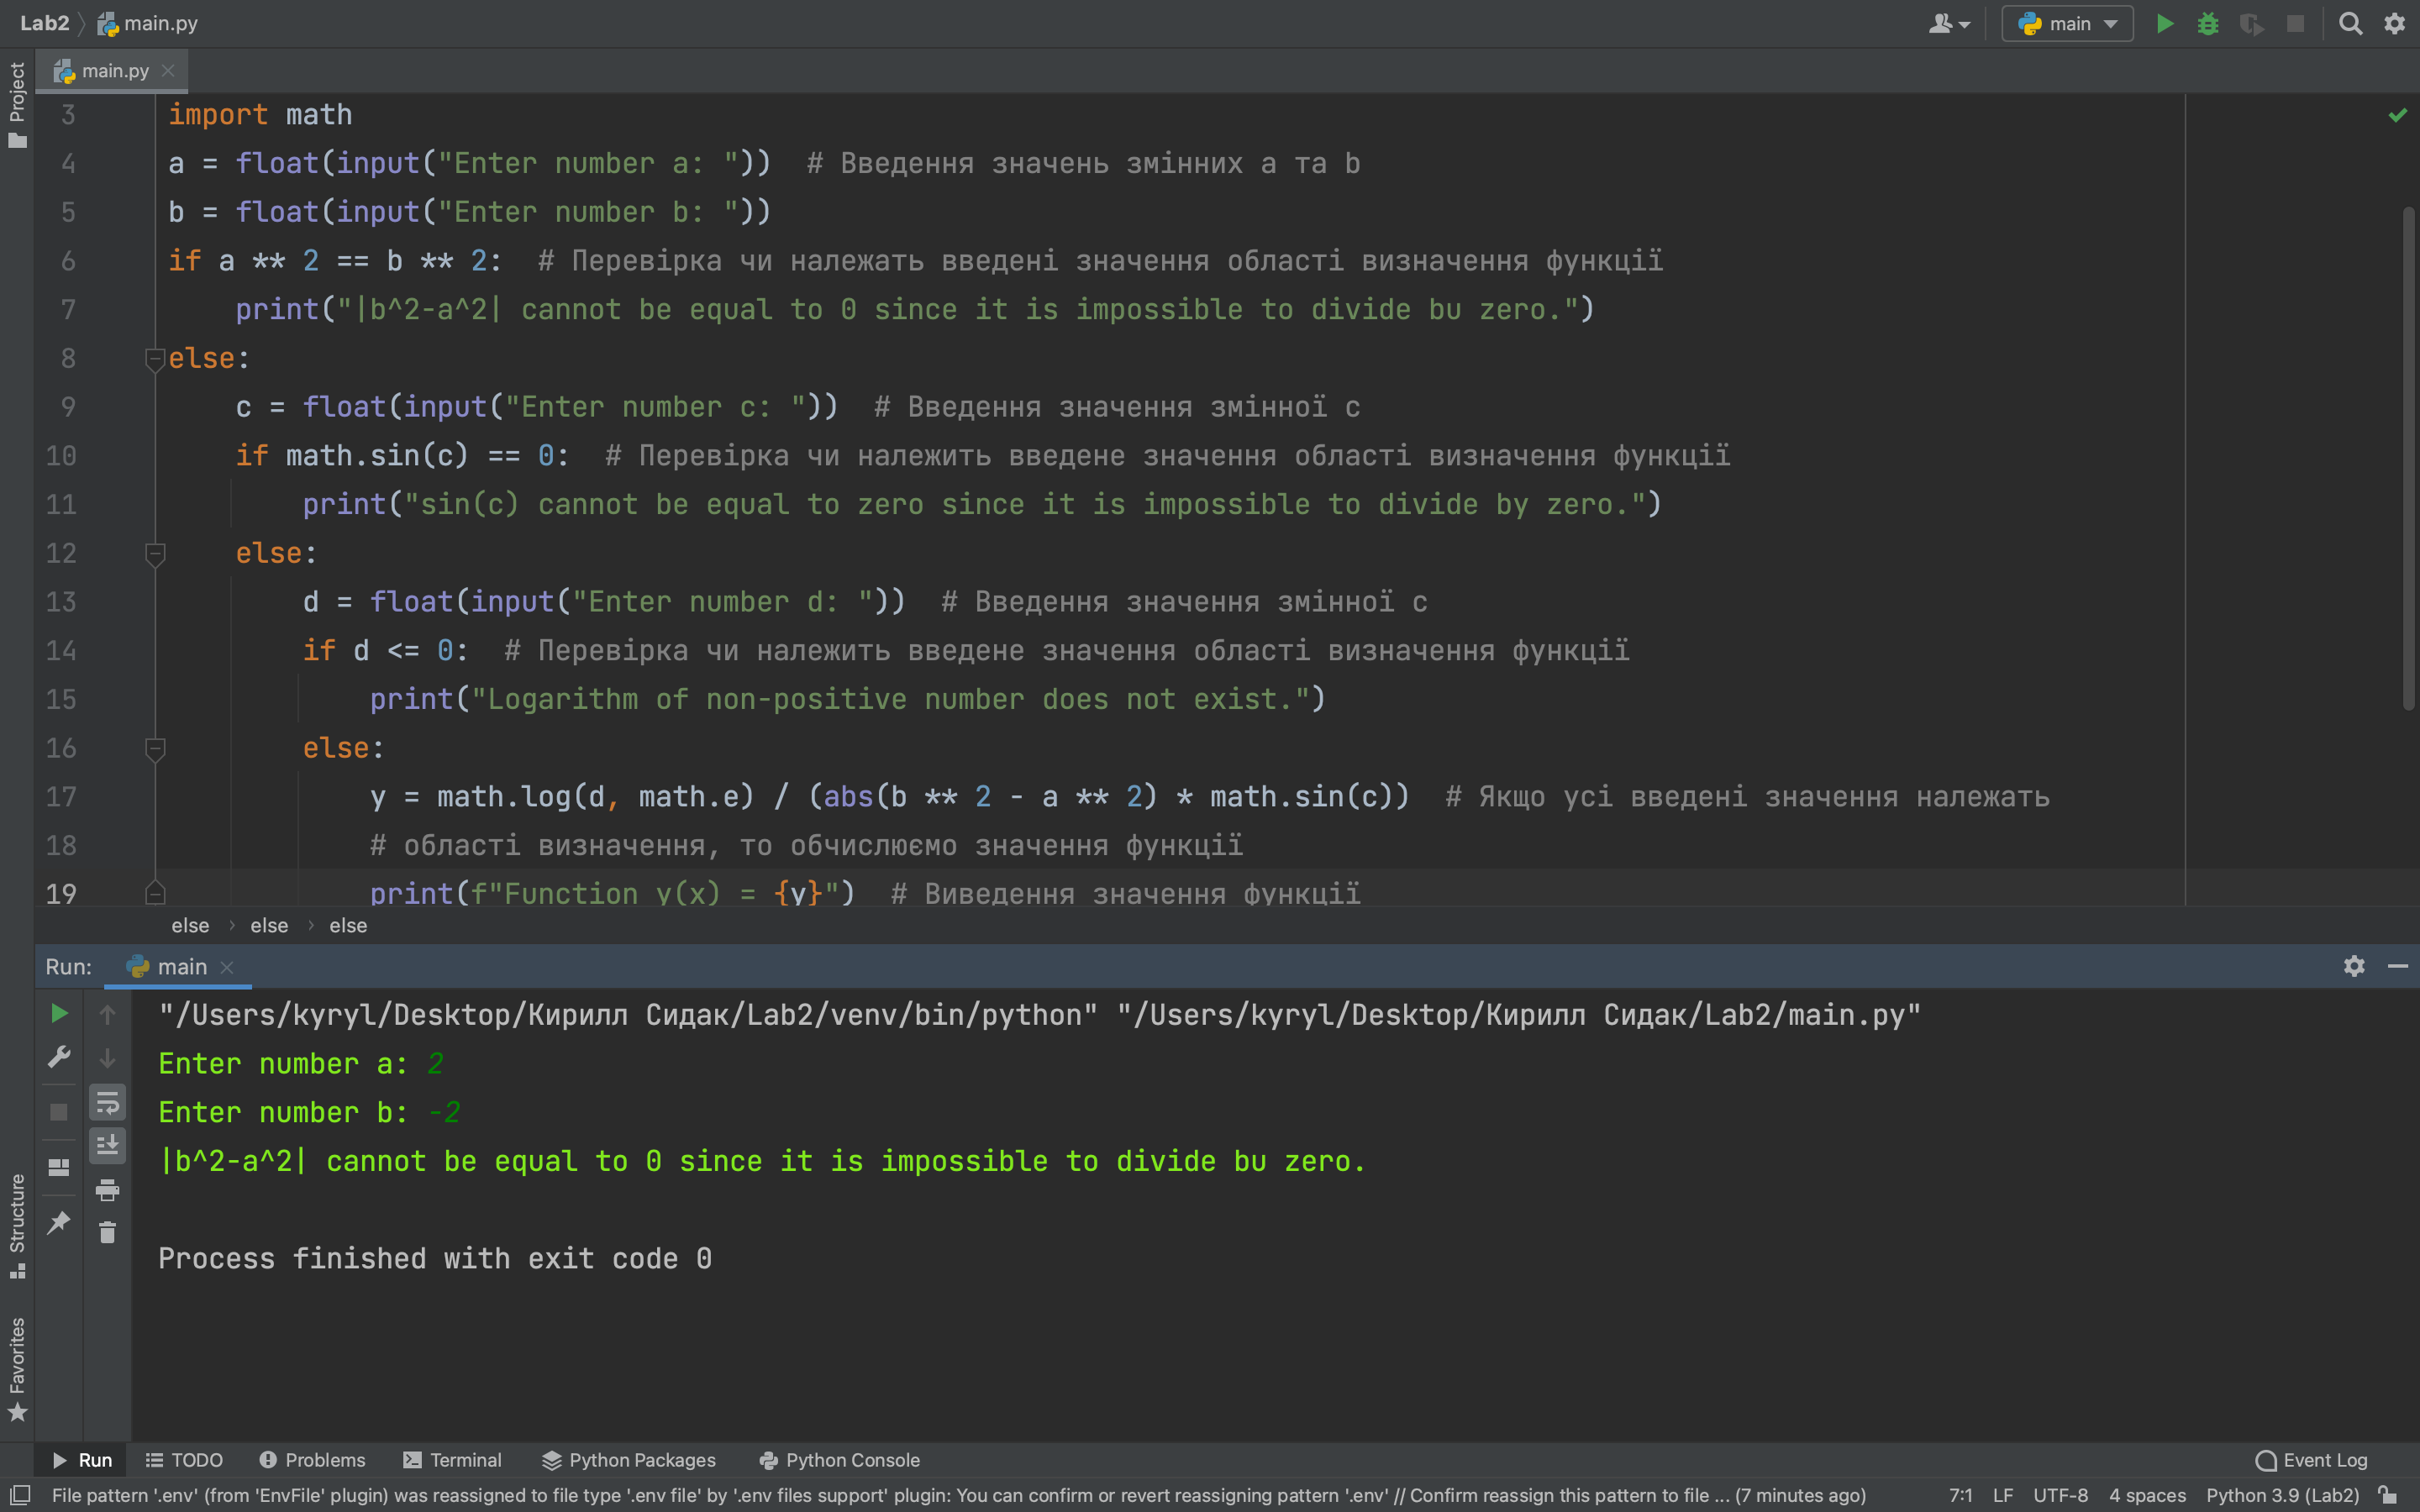 Lab2 main.py
main
main.py
Project
3 import math
4 a = float(input("Enter number a: "))  # Введення значень змінних a та b
5 b = float(input("Enter number b: "))
6 if a ** 2 == b ** 2:  # Перевірка чи належать введені значення області визначення функції
7     print("|b^2-a^2| cannot be equal to 0 since it is impossible to divide bu zero.")
8 else:
9     c = float(input("Enter number c: "))  # Введення значення змінної c
10     if math.sin(c) == 0:  # Перевірка чи належить введене значення області визначення функції
11         print("sin(c) cannot be equal to zero since it is impossible to divide by zero.")
12     else:
13         d = float(input("Enter number d: "))  # Введення значення змінної c
14         if d <= 0:  # Перевірка чи належить введене значення області визначення функції
15             print("Logarithm of non-positive number does not exist.")
16         else:
17             y = math.log(d, math.e) / (abs(b ** 2 - a ** 2) * math.sin(c))  # Якщо усі введені значення належать
18             # області визначення, то обчислюємо значення функції
19             print(f"Function y(x) = {y}")  # Виведення значення функції
else › else › else
Run: main
"/Users/kyryl/Desktop/Кирилл Сидак/Lab2/venv/bin/python" "/Users/kyryl/Desktop/Кирилл Сидак/Lab2/main.py"
Enter number a: 2
Enter number b: -2
|b^2-a^2| cannot be equal to 0 since it is impossible to divide bu zero.
Process finished with exit code 0
Structure
Favorites
Run TODO Problems Terminal Python Packages Python Console Event Log
File pattern '.env' (from 'EnvFile' plugin) was reassigned to file type '.env file' by '.env files support' plugin: You can confirm or revert reassigning pattern '.env' // Confirm reassign this pattern to file ... (7 minutes ago) 7:1 LF UTF-8 4 spaces Python 3.9 (Lab2)